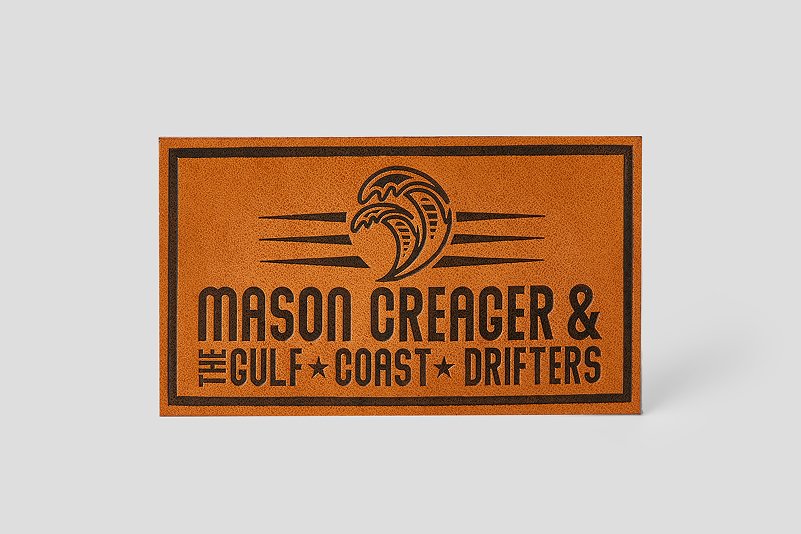 MASON CREAGER &
THE GULF ★ COAST ★ DRIFTERS